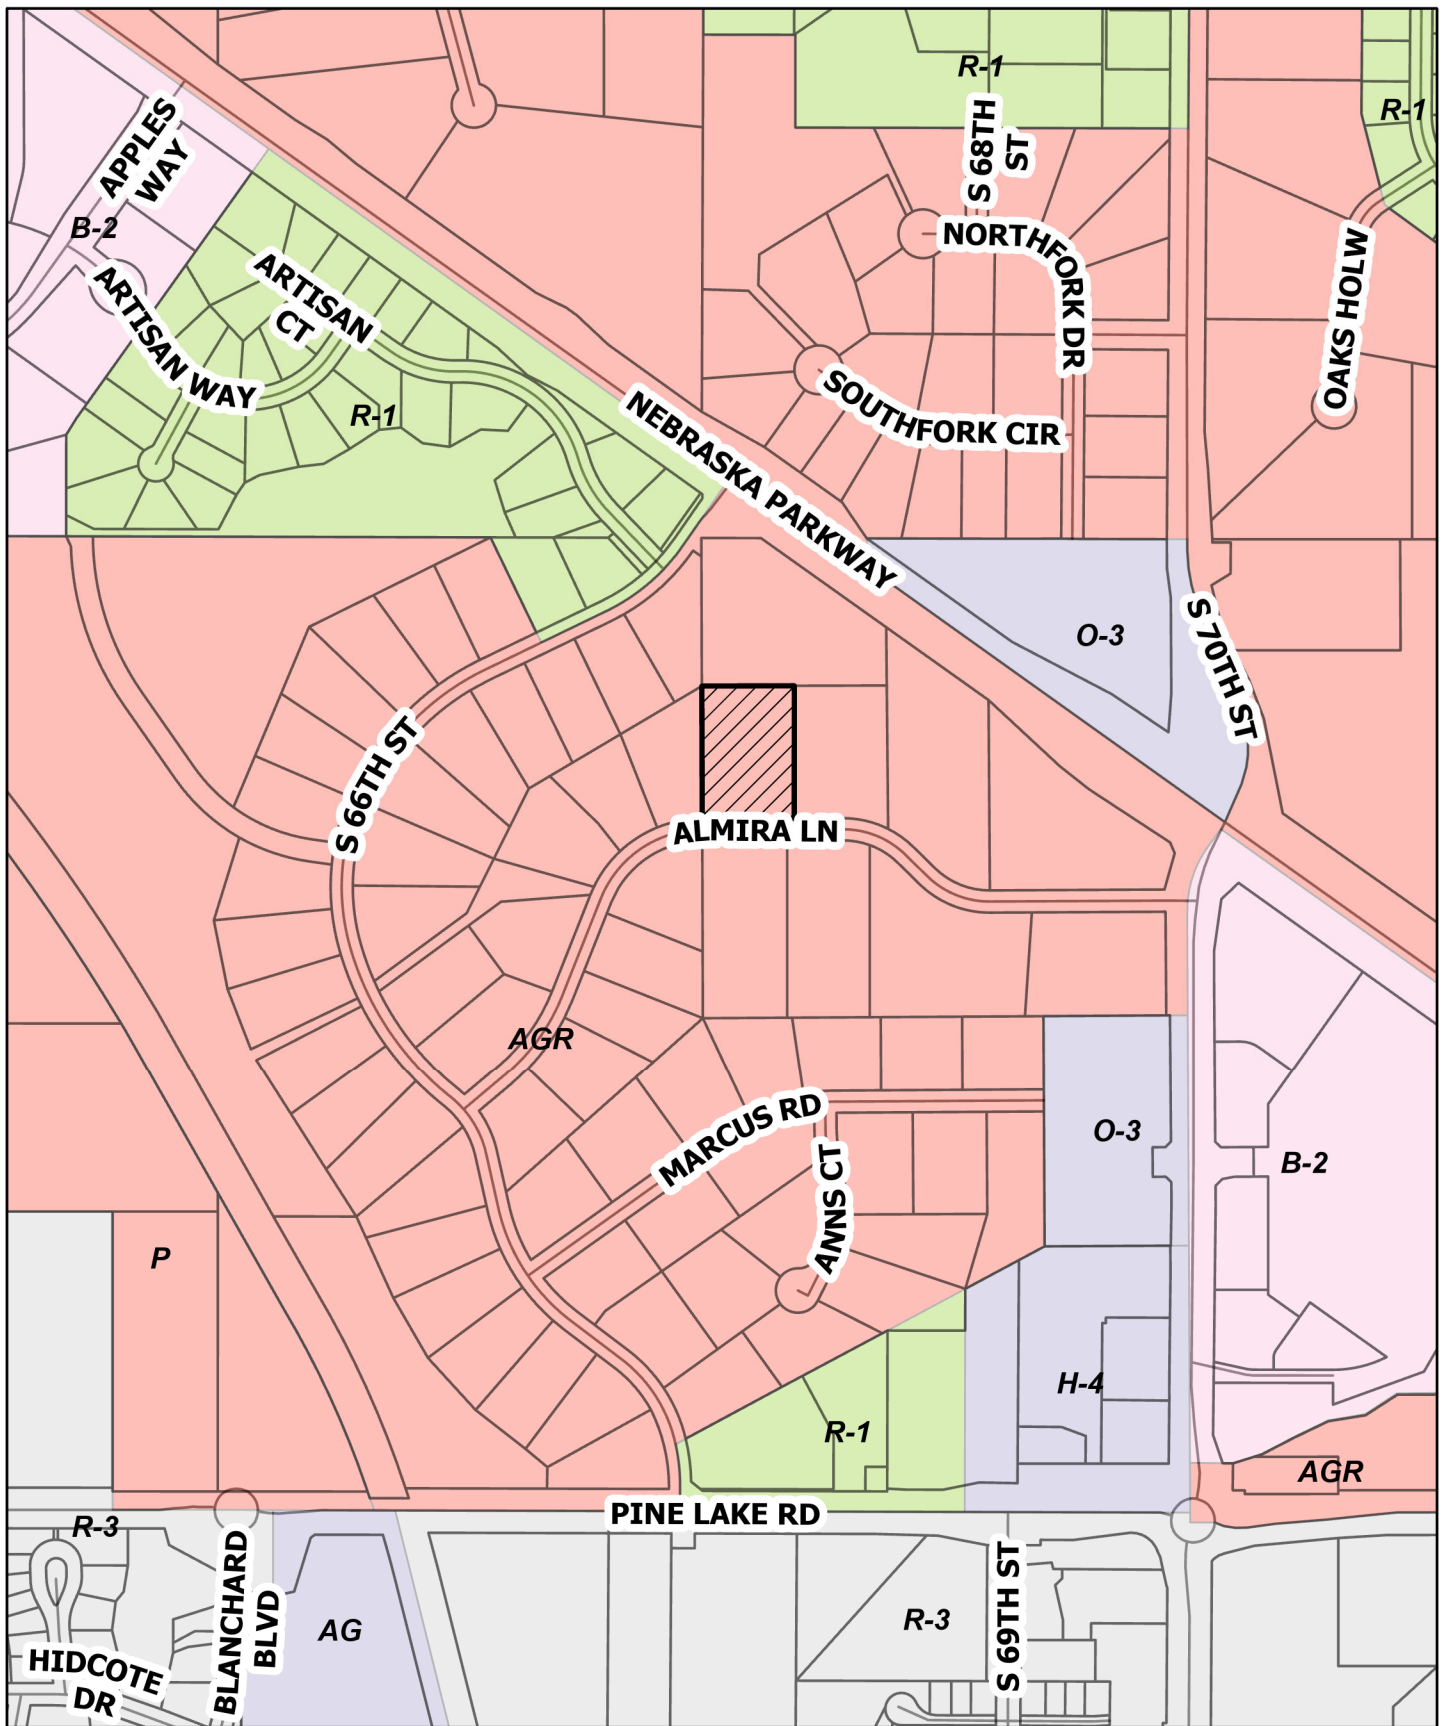 R-1
R-1
APPLES
WAY
S 68TH
ST
B-2
NORTHFORK DR
ARTISAN
CT
ARTISAN WAY
OAKS HOLW
R-1
SOUTHFORK CIR
NEBRASKA PARKWAY
O-3
S 70TH ST
S 66TH ST
ALMIRA LN
AGR
MARCUS RD
O-3
B-2
ANNS CT
P
H-4
R-1
AGR
PINE LAKE RD
R-3
BLANCHARD
BLVD
S 69TH ST
R-3
AG
HIDCOTE
DR